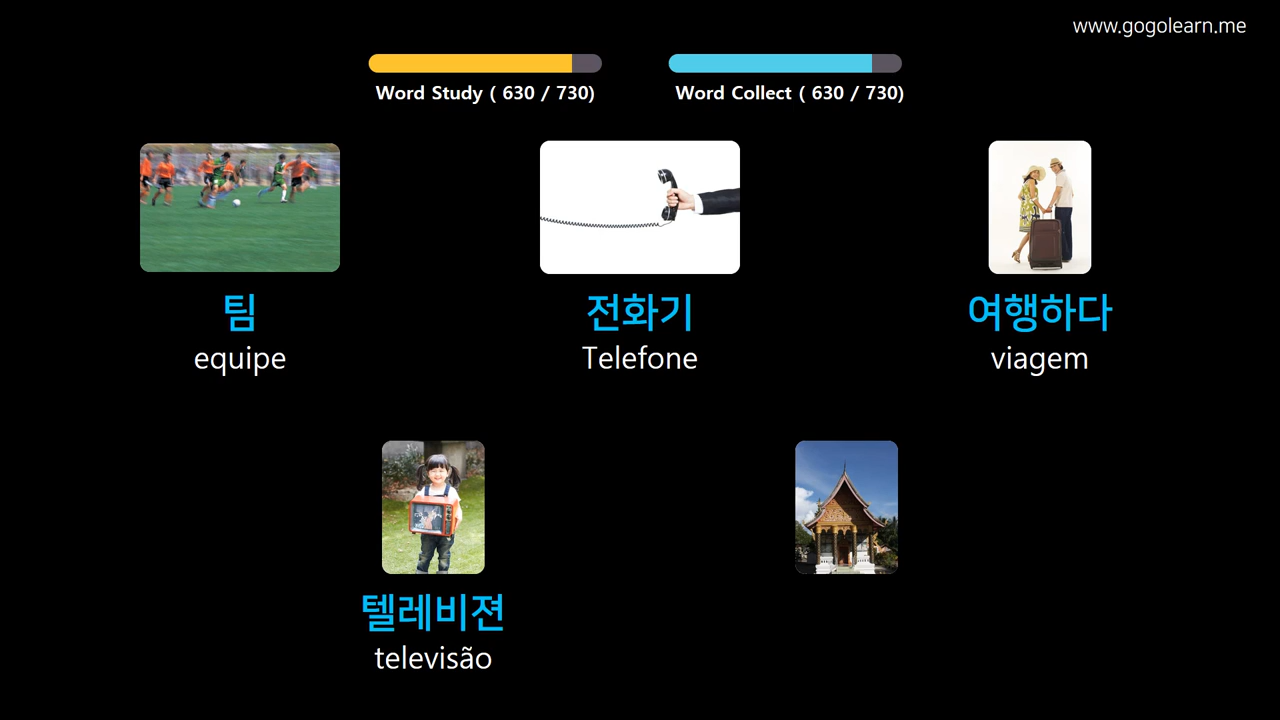 www.gogolearn.me
Word Study ( 630 / 730)
Word Collect ( 630 / 730)
팀
equipe
전화기
Telefone
여행하다
viagem
텔레비젼
televisão